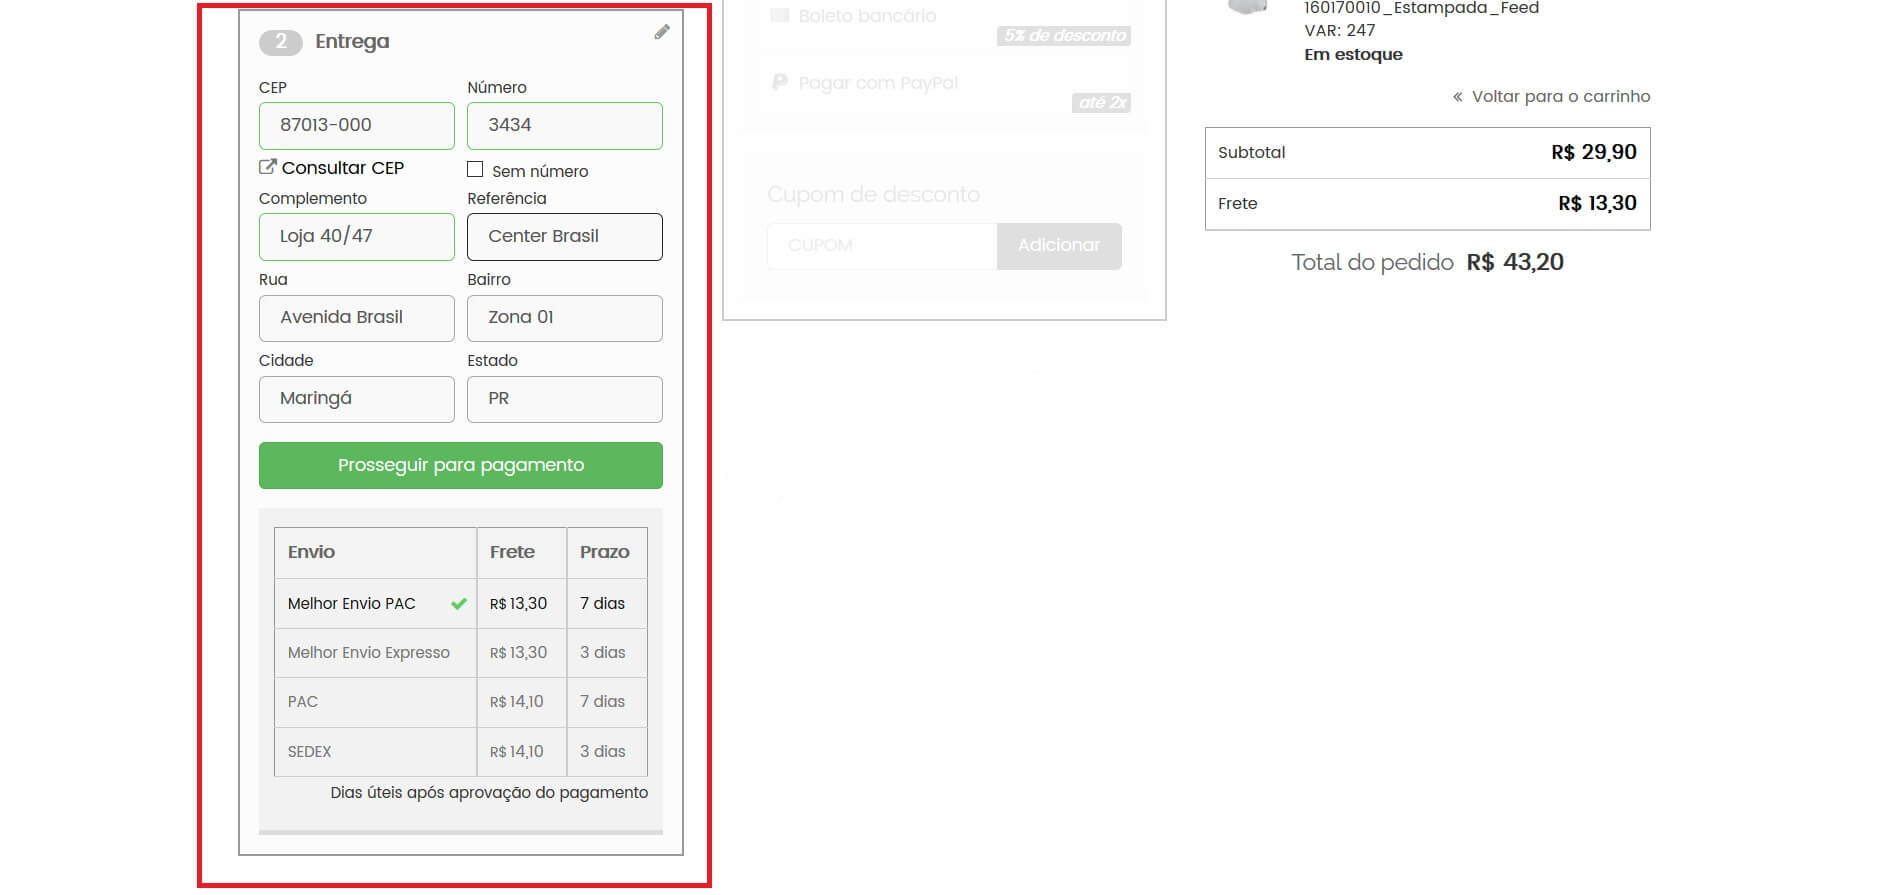 2 Entrega
CEP Número
87013-000 3434
Consultar CEP Sem número
Complemento Referência
Loja 40/47 Center Brasil
Rua Bairro
Avenida Brasil Zona 01
Cidade Estado
Maringá PR
Prosseguir para pagamento
Envio Frete Prazo
Melhor Envio PAC R$ 13,30 7 dias
Melhor Envio Expresso R$ 13,30 3 dias
PAC R$ 14,10 7 dias
SEDEX R$ 14,10 3 dias
Dias úteis após aprovação do pagamento
Boleto bancário
5% de desconto
Pagar com PayPal
até 2x
Cupom de desconto
CUPOM Adicionar
160170010_Estampada_Feed
VAR: 247
Em estoque
« Voltar para o carrinho
Subtotal R$ 29,90
Frete R$ 13,30
Total do pedido R$ 43,20